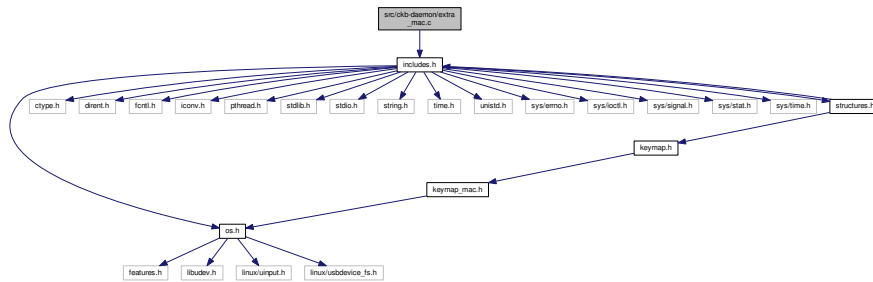 src/ckb-daemon/extra
_mac.c
includes.h
ctype.h
dirent.h
fcntl.h
iconv.h
pthread.h
stdlib.h
stdio.h
string.h
time.h
unistd.h
sys/errno.h
sys/ioctl.h
sys/signal.h
sys/stat.h
sys/time.h
structures.h
keymap.h
keymap_mac.h
os.h
features.h
libudev.h
linux/uinput.h
linux/usbdevice_fs.h